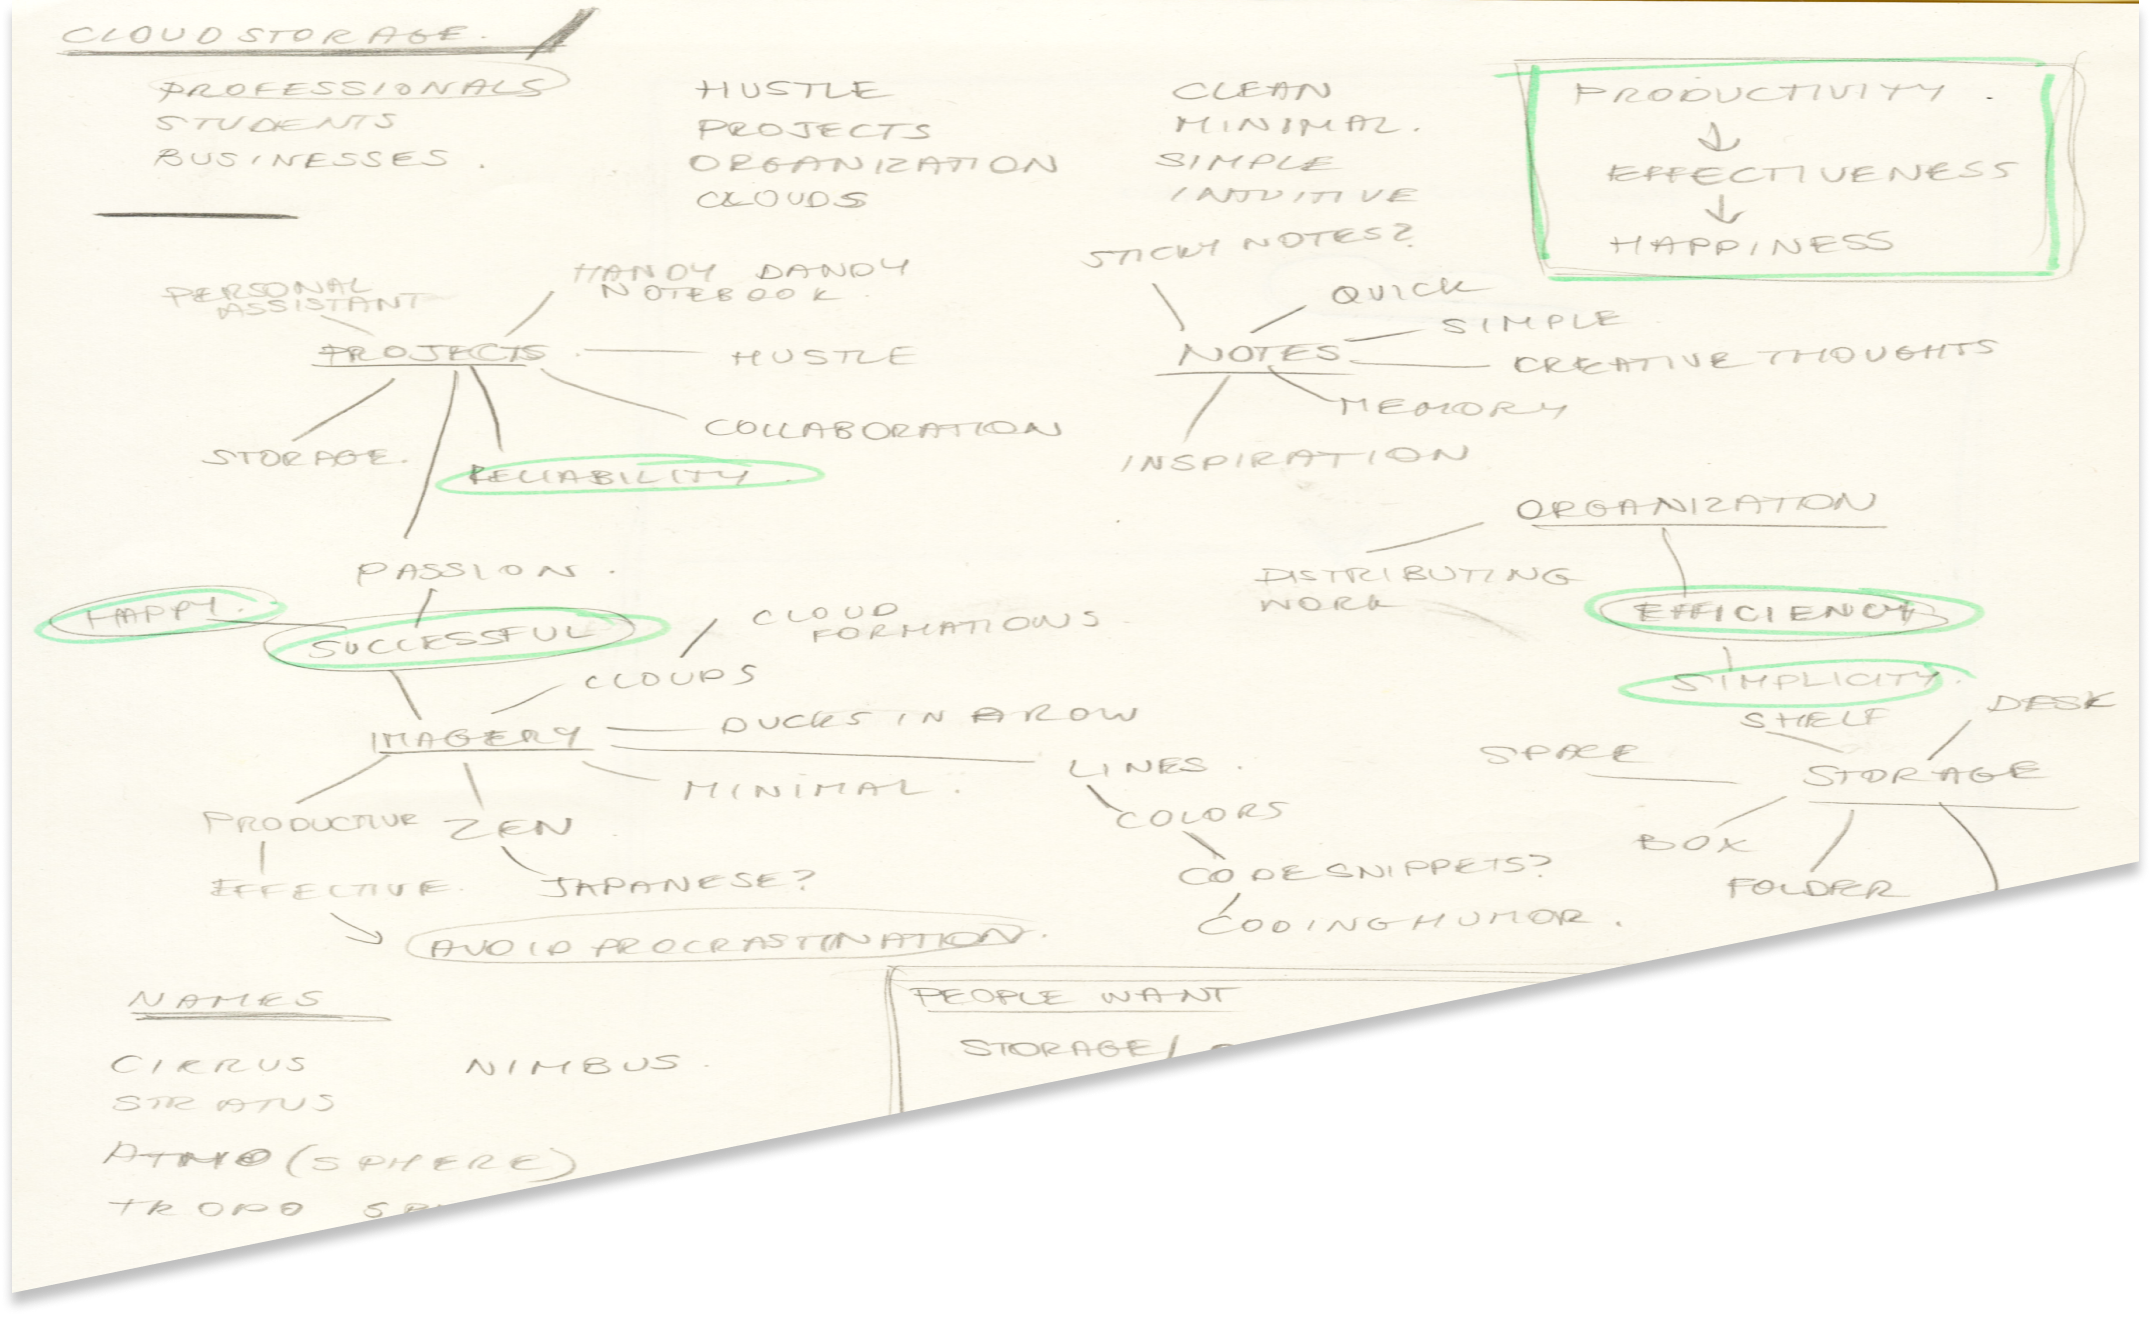 CLOUD STORAGE.
PROFESSIONALS
STUDENTS
BUSINESSES.
HUSTLE
PROJECTS
ORGANIZATION
CLOUDS
CLEAN
MINIMAL.
SIMPLE
INTUITIVE
PRODUCTIVITY.
EFFECTIVENESS
HAPPINESS
PERSONAL
ASSISTANT
HANDY DANDY
NOTEBOOK.
PROJECTS.
HUSTLE
COLLABORATION
STORAGE.
RELIABILITY.
PASSION.
HAPPY.
SUCCESSFUL
STICKY NOTES?
QUICK
SIMPLE
NOTES
CREATIVE THOUGHTS
MEMORY
INSPIRATION
ORGANIZATION
DISTRIBUTING
WORK
EFFICIENCY
SIMPLICITY.
CLOUD
FORMATIONS
CLOUDS
IMAGERY
DUCKS IN A ROW
LINES.
MINIMAL.
COLORS
CODE SNIPPETS?
CODING HUMOR.
PRODUCTIVE
ZEN
EFFECTIVE.
JAPANESE?
AVOID PROCRASTINATION.
SHELF
DESK
SPACE
STORAGE
BOX
FOLDER
NAMES
CIRRUS
NIMBUS.
STRATUS
ATMO (SPHERE)
TROPO
PEOPLE WANT
STORAGE/